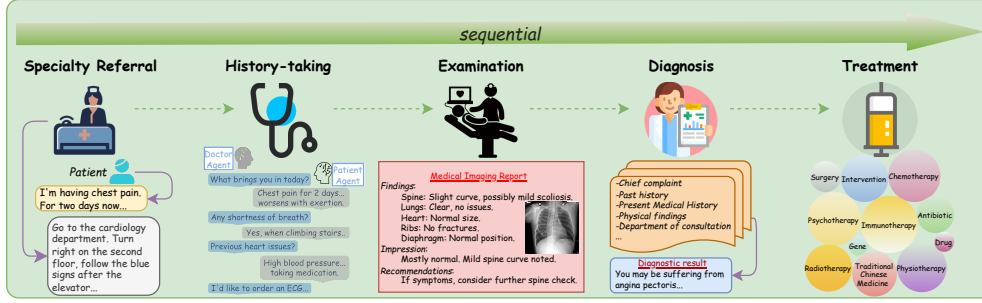 sequential
Specialty Referral
History-taking
Examination
Diagnosis
Treatment
Patient
I'm having chest pain.
For two days now...
Go to the cardiology
department. Turn
right on the second
floor, follow the blue
signs after the
elevator...
Doctor
Agent
Patient
Agent
What brings you in today?
Chest pain for 2 days...
worsens with exertion.
Any shortness of breath?
Yes, when climbing stairs..
Previous heart issues?
High blood pressure...
taking medication.
I'd like to order an ECG...
Medical Imaging Report
Findings:
Spine: Slight curve, possibly mild scoliosis.
Lungs: Clear, no issues.
Heart: Normal size.
Ribs: No fractures.
Diaphragm: Normal position.
Impression:
Mostly normal. Mild spine curve noted.
Recommendations:
If symptoms, consider further spine check.
-Chief complaint
-Past history
-Present Medical History
-Physical findings
-Department of consultation
...
Diagnostic result
You may be suffering from
angina pectoris...
Surgery
Intervention
Chemotherapy
Psychotherapy
Immunotherapy
Antibiotic
Gene
Drug
Radiotherapy
Traditional
Chinese
Medicine
Physiotherapy